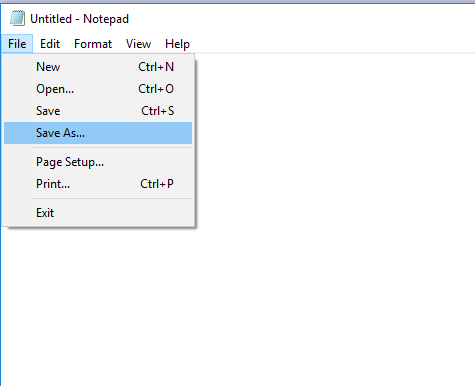 Untitled - Notepad
File Edit Format View Help
New Ctrl+N
Open... Ctrl+O
Save Ctrl+S
Save As...
Page Setup...
Print... Ctrl+P
Exit